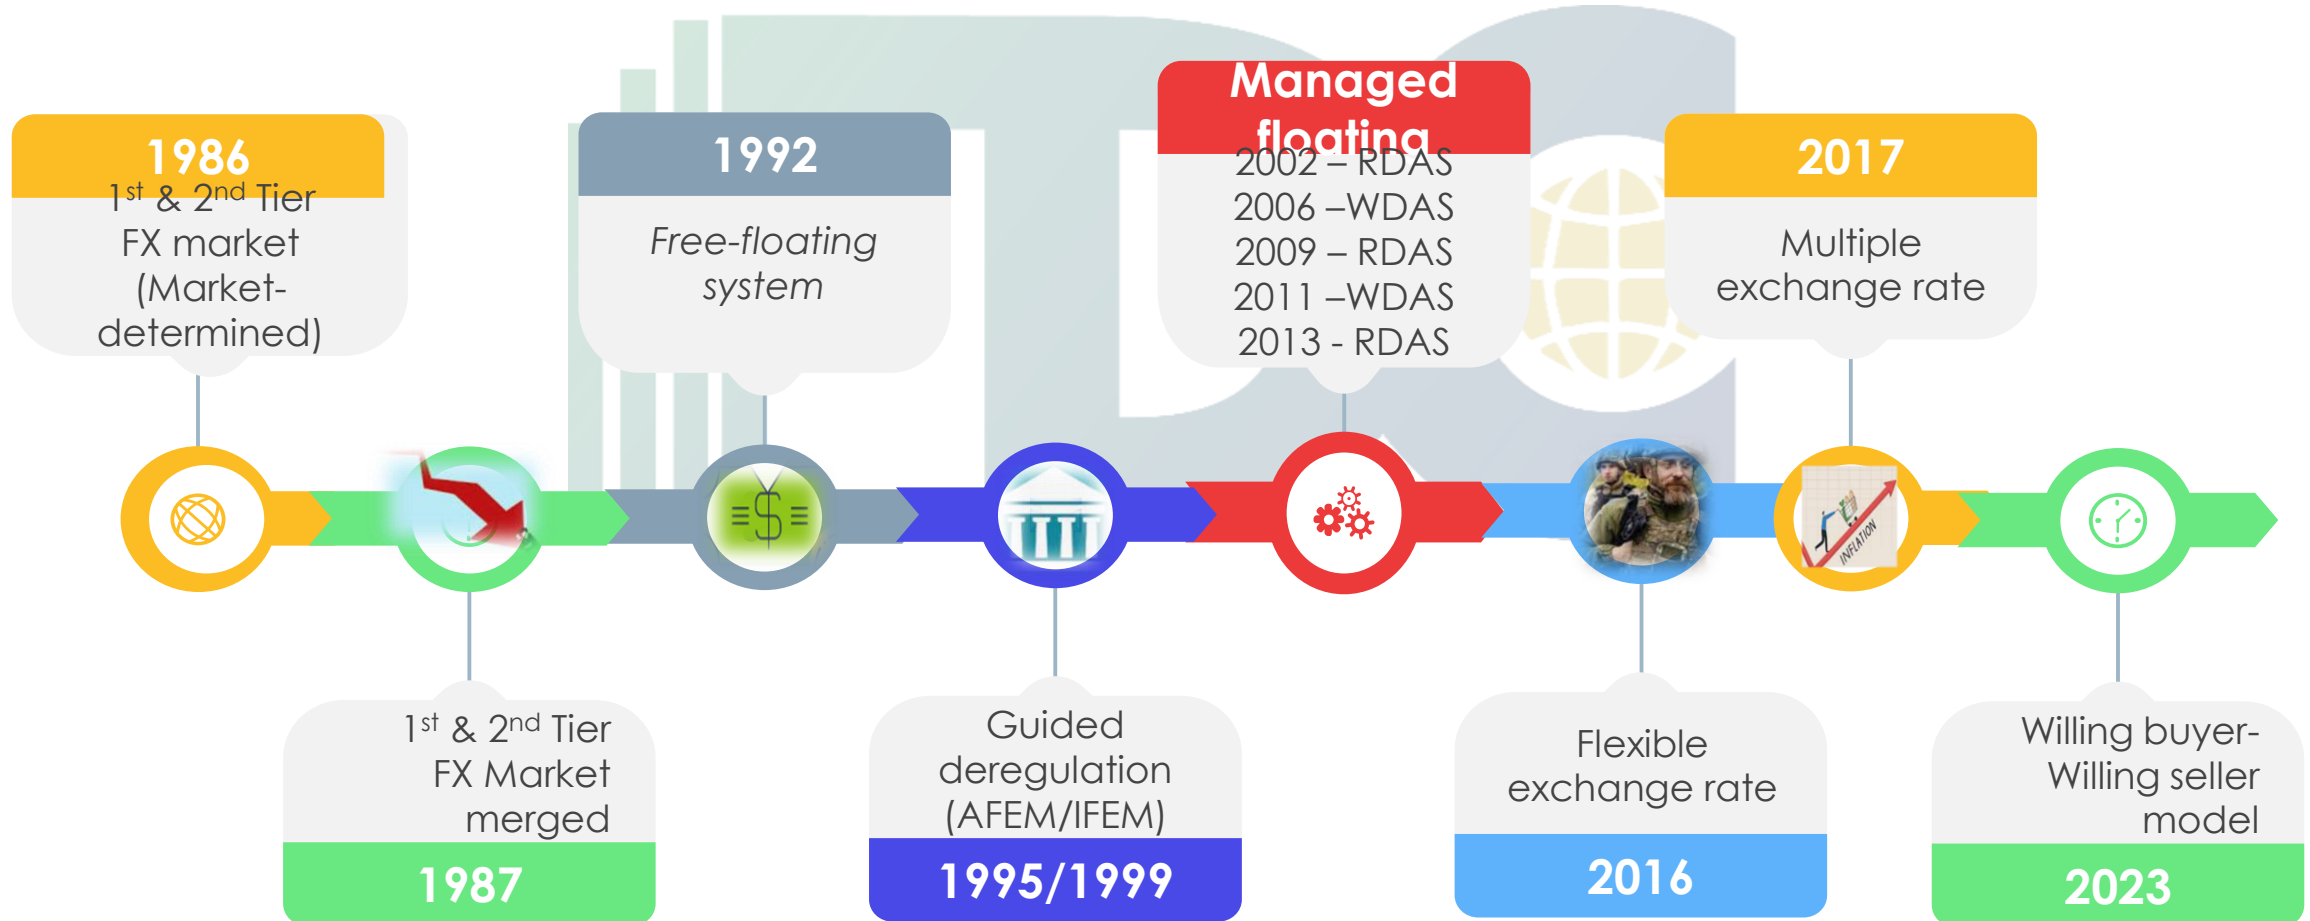 1986
1st & 2nd Tier
FX market
(Market-
determined)
1st & 2nd Tier
FX Market
merged
1987
1992
Free-floating
system
Guided
deregulation
(AFEM/IFEM)
1995/1999
Managed
floating
2002 – RDAS
2006 –WDAS
2009 – RDAS
2011 –WDAS
2013 - RDAS
Flexible
exchange rate
2016
2017
Multiple
exchange rate
INFLATION
Willing buyer-
Willing seller
model
2023